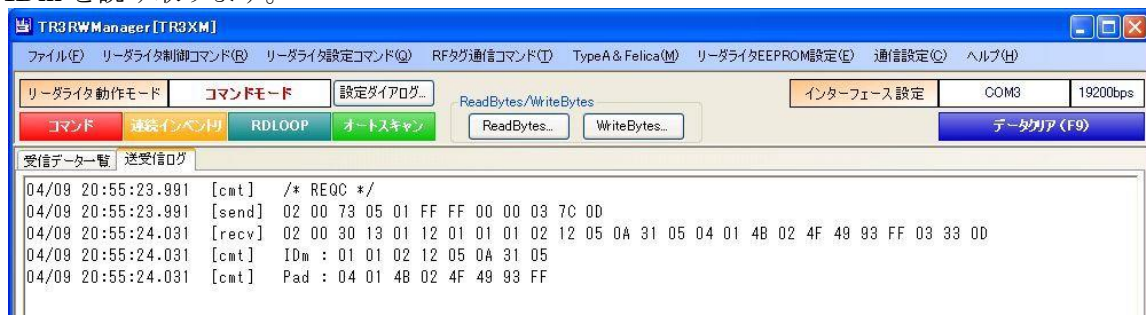 IDm を読み取ります。
TR3RWManager[TR3XM]
ファイル(F) リーダライタ制御コマンド(R) リーダライタ設定コマンド(Q) RFタグ通信コマンド(T) TypeA & Felica(M) リーダライタEEPROM設定(E) 通信設定(C) ヘルプ(H)
リーダライタ動作モード コマンドモード 設定ダイアログ... ReadBytes/WriteBytes インターフェース設定 COM3 19200bps
コマンド 連続インベントリ RDLOOP オートスキャン ReadBytes... WriteBytes... データクリア(F9)
受信データ一覧 送受信ログ
04/09 20:55:23.991 [cmt] /* REQC */
04/09 20:55:23.991 [send] 02 00 73 05 01 FF FF 00 00 03 7C 0D
04/09 20:55:24.031 [recv] 02 00 30 13 01 12 01 01 01 02 12 05 0A 31 05 04 01 4B 02 4F 49 93 FF 03 33 0D
04/09 20:55:24.031 [cmt] IDm : 01 01 02 12 05 0A 31 05
04/09 20:55:24.031 [cmt] Pad : 04 01 4B 02 4F 49 93 FF